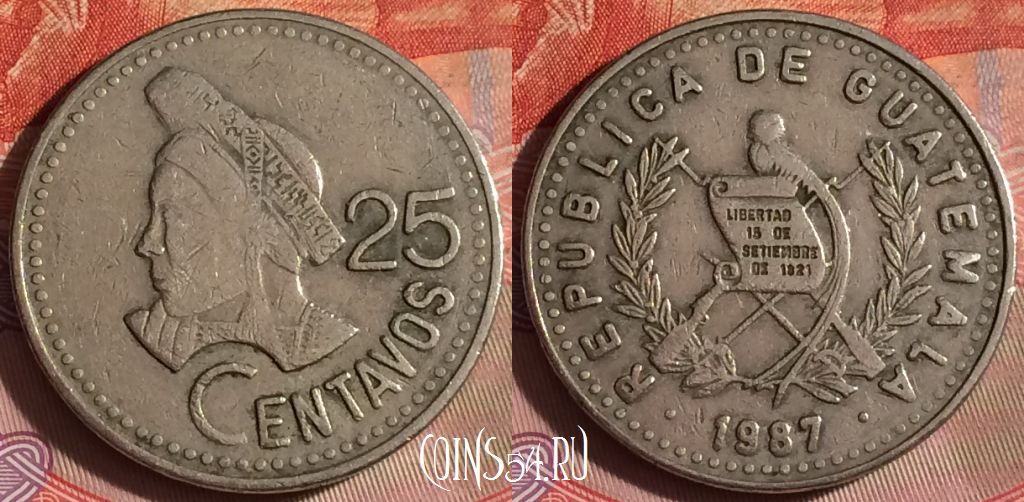 25
CENTAVOS
REPUBLICA DE GUATEMALA
LIBERTAD
15 DE
SETIEMBRE
DE 1821
· 1987 ·
COINS54.RU